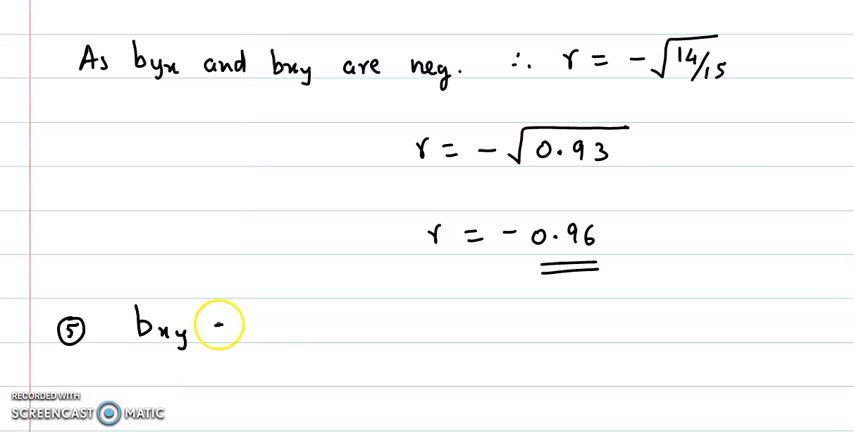 As byx and bxy are neg. ∴ r = -√14/15
r = -√0.93
r = -0.96
⑤ bxy -
RECORDED WITH
SCREENCAST MATIC